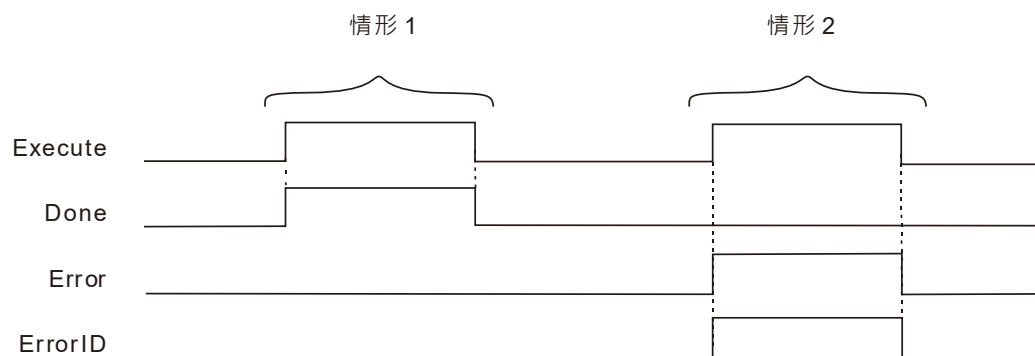 情形 1
情形 2
Execute
Done
Error
ErrorID